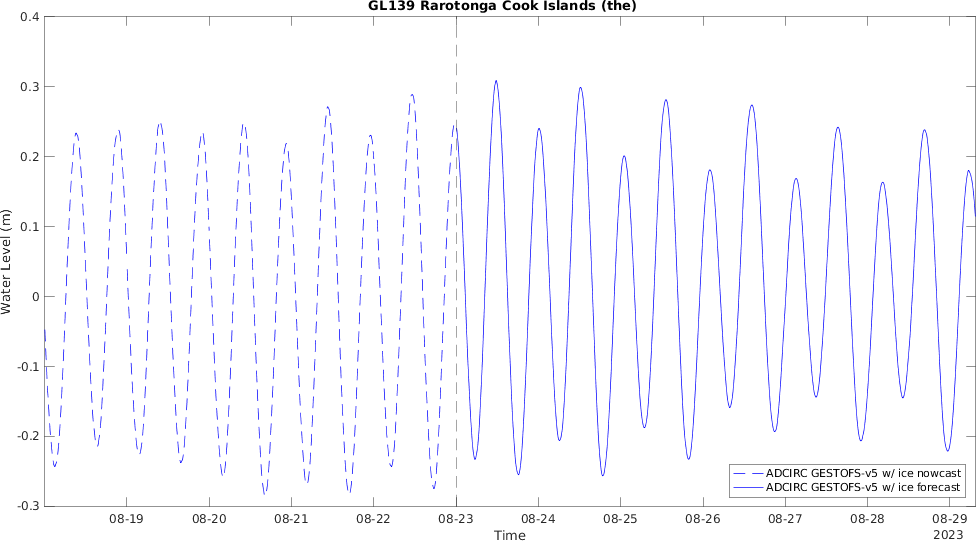 GL139 Rarotonga Cook Islands (the)
0.4
0.3
0.2
0.1
0
-0.1
-0.2
-0.3
Water Level (m)
ADCIRC GESTOFS-v5 w/ ice nowcast
ADCIRC GESTOFS-v5 w/ ice forecast
08-19 08-20 08-21 08-22 08-23 08-24 08-25 08-26 08-27 08-28 08-29
2023
Time